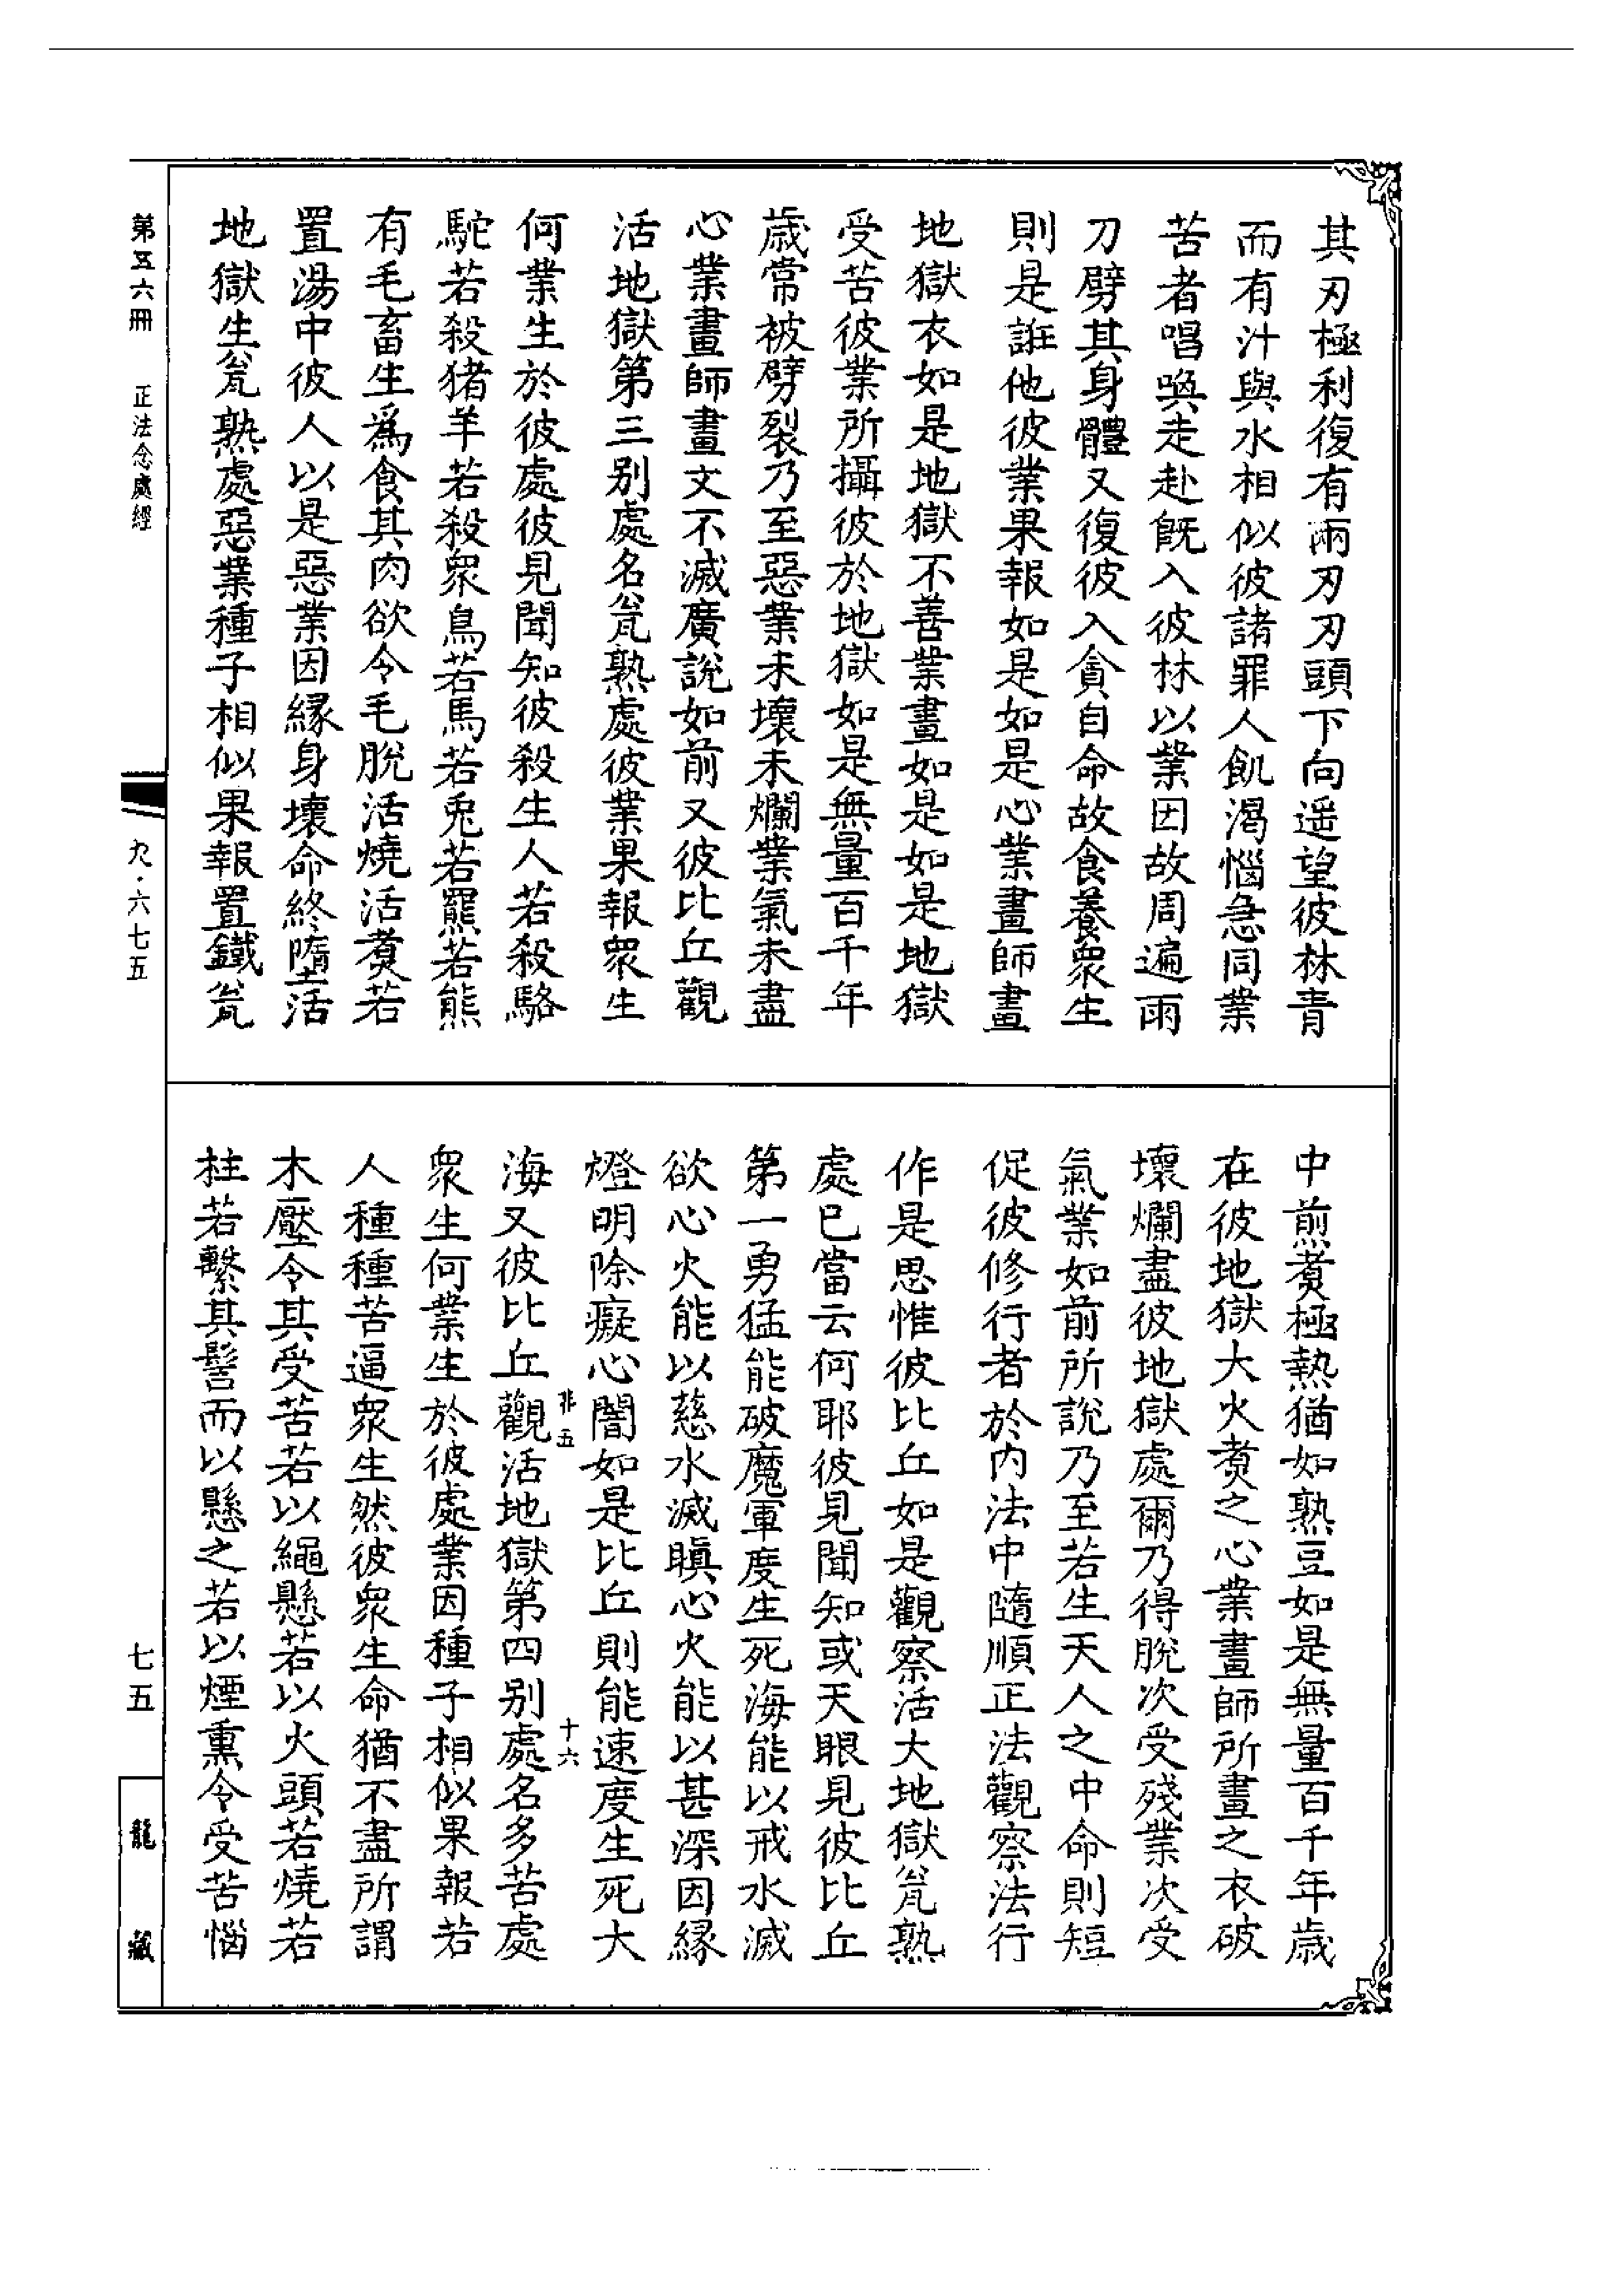 其刃極利復有兩刃刃頭下向遥望彼林青
而有汁與水相似彼諸罪人飢渴惱急同業
苦者唱喚走赴既入彼林以業因故周遍雨
刀劈其身體又復彼入貪自命故食養衆生
則是誑他彼業果報如是如是心業畫師畫
地獄衣如是地獄不善業畫如是如是地獄
受苦彼業所攝彼於地獄如是無量百千年
歲常被劈裂乃至惡業未壞未爛業氣未盡
心業畫師畫文不滅廣說如前又彼比丘觀
活地獄第三别處名瓮熟處彼業果報衆生
何業生於彼處彼見聞知彼殺生人若殺駱
駝若殺猪羊若殺衆鳥若馬若兎若羆若熊
有毛畜生爲食其肉欲令毛脫活燒活煑若
置湯中彼人以是惡業因緣身壞命終墮活
地獄生瓮熟處惡業種子相似果報置鐵瓮
中煎煑極熱猶如熟豆如是無量百千年歲
在彼地獄大火煑之心業畫師所畫之衣破
壞爛盡彼地獄處爾乃得脫次受殘業次受
氣業如前所說乃至若生天人之中命則短
促彼修行者於内法中隨順正法觀察法行
作是思惟彼比丘如是觀察活大地獄瓮熟
處已當云何耶彼見聞知或天眼見彼比丘
第一勇猛能破魔軍度生死海能以戒水滅
欲心火能以慈水滅瞋心火能以甚深因緣
燈明除癡心闇如是比丘則能速度生死大
非五
十六
海又彼比丘觀活地獄第四别處名多苦處
衆生何業生於彼處業因種子相似果報若
人種種苦逼衆生然彼衆生命猶不盡所謂
木壓令其受苦若以繩懸若以火頭若燒若
拄若繫其髻而以懸之若以煙熏令受苦惱
第五六冊
正法念處經
九·六七五
七五
龍藏